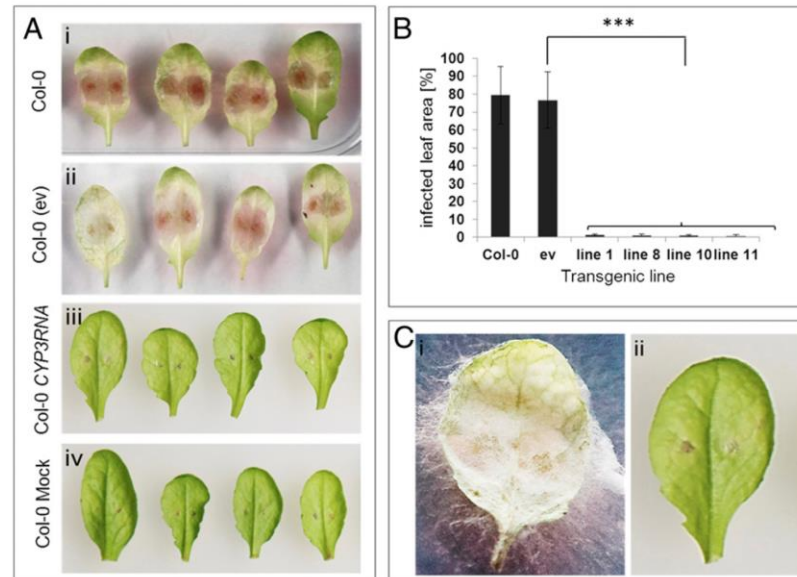 A
i
Col-0
ii
Col-0 (ev)
iii
Col-0 CYP3RNA
iv
Col-0 Mock
B
***
infected leaf area [%]
100
90
80
70
60
50
40
30
20
10
0
Col-0 ev line 1 line 8 line 10 line 11
Transgenic line
C
i
ii